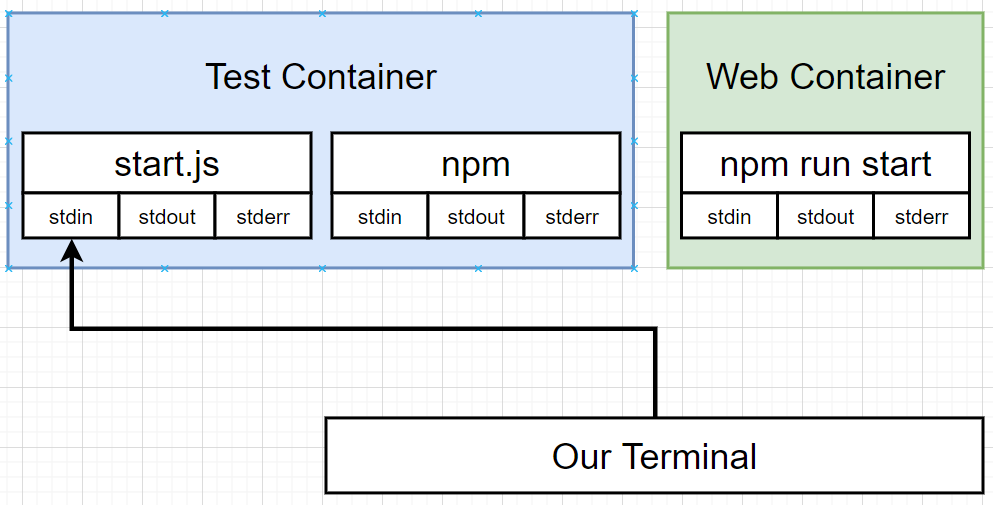 Test Container
Web Container
start.js
npm
npm run start
stdin stdout stderr
stdin stdout stderr
stdin stdout stderr
Our Terminal